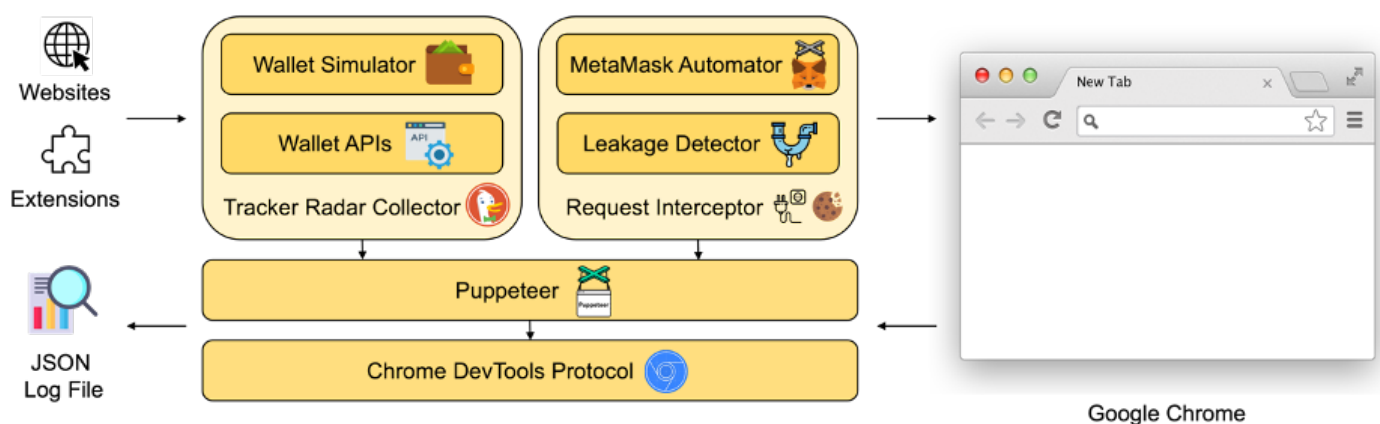 Websites
Extensions
Wallet Simulator
Wallet APIs
API
Tracker Radar Collector
MetaMask Automator
Leakage Detector
Request Interceptor
Puppeteer
Puppeteer
Chrome DevTools Protocol
JSON
Log File
New Tab
Google Chrome